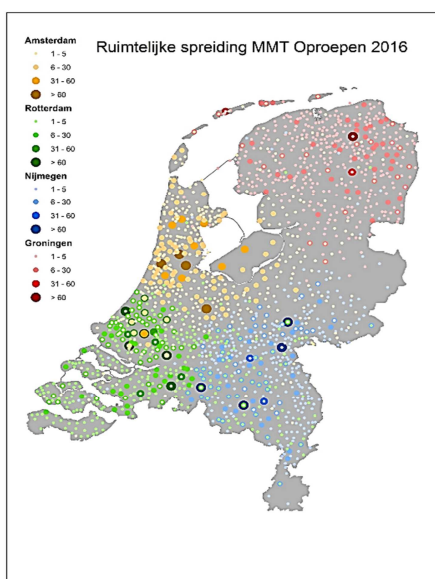 Ruimtelijke spreiding MMT Oproepen 2016
Amsterdam
1 - 5
6 - 30
31 - 60
> 60
Rotterdam
1 - 5
6 - 30
31 - 60
> 60
Nijmegen
1 - 5
6 - 30
31 - 60
> 60
Groningen
1 - 5
6 - 30
31 - 60
> 60